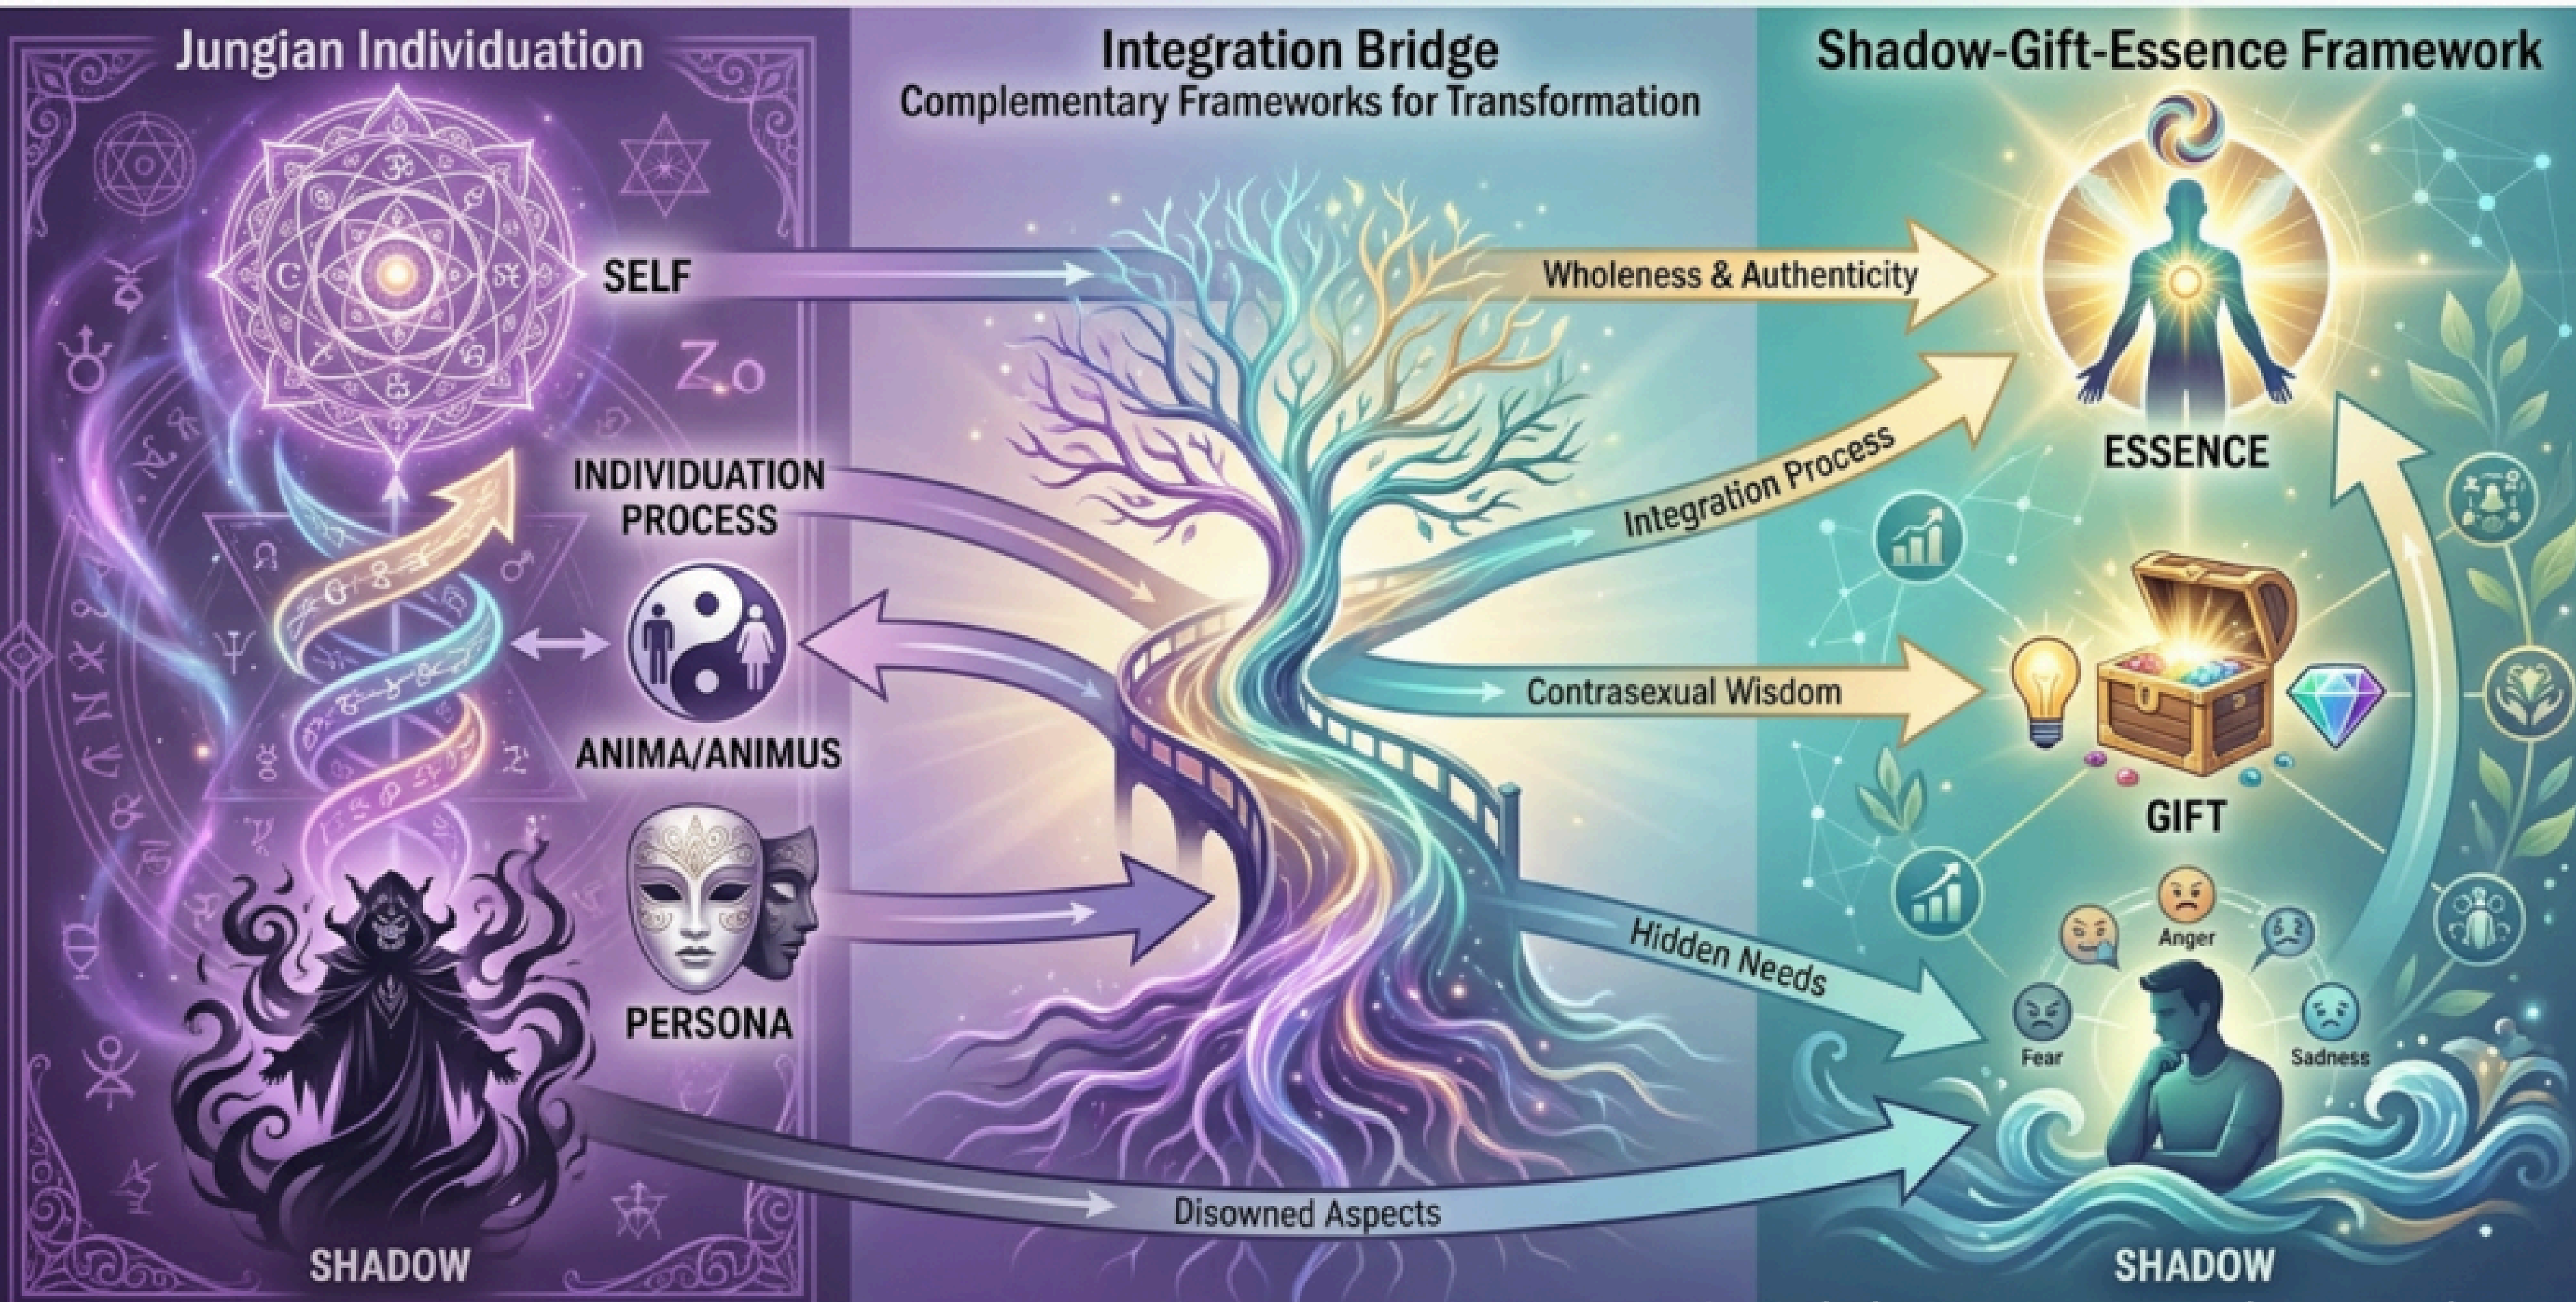 Jungian Individuation
Integration Bridge
Complementary Frameworks for Transformation
Shadow-Gift-Essence Framework
SELF
Wholeness & Authenticity
INDIVIDUATION
PROCESS
Integration Process
ESSENCE
ANIMA/ANIMUS
Contrasexual Wisdom
GIFT
PERSONA
Hidden Needs
Anger
Fear
Sadness
Disowned Aspects
SHADOW
SHADOW